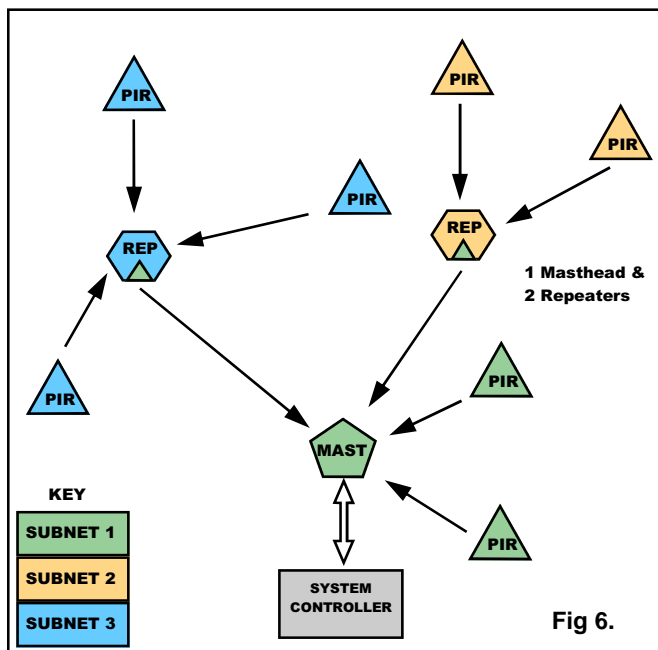 PIR
PIR
PIR
PIR
REP
REP
1 Masthead &
2 Repeaters
PIR
PIR
MAST
KEY
SUBNET 1
PIR
SUBNET 2
SYSTEM
CONTROLLER
SUBNET 3
Fig 6.